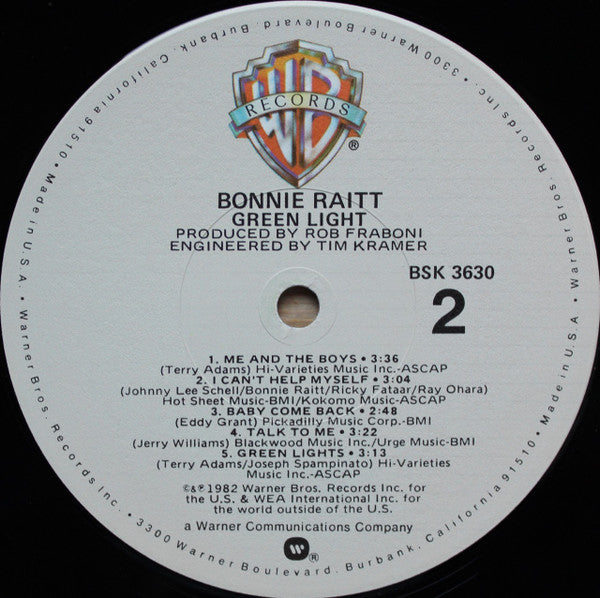 WB
RECORDS
®
BONNIE RAITT
GREEN LIGHT
PRODUCED BY ROB FRABONI
ENGINEERED BY TIM KRAMER
BSK 3630
2
1. ME AND THE BOYS • 3:36
(Terry Adams) Hi-Varieties Music Inc.-ASCAP
2. I CAN'T HELP MYSELF • 3:04
(Johnny Lee Schell/Bonnie Raitt/Ricky Fataar/Ray Ohara)
Hot Sheet Music-BMI/Kokomo Music-ASCAP
3. BABY COME BACK • 2:48
(Eddy Grant) Pickadilly Music Corp.-BMI
4. TALK TO ME • 3:22
(Jerry Williams) Blackwood Music Inc./Urge Music-BMI
5. GREEN LIGHTS • 3:13
(Terry Adams/Joseph Spampinato) Hi-Varieties
Music Inc.-ASCAP
©&℗1982 Warner Bros. Records Inc. for
the U.S. & WEA International Inc. for
the world outside of the U.S.
a Warner Communications Company
W®
Warner Bros. Records Inc. • 3300 Warner Boulevard, Burbank, California 91510 • Made in U.S.A. •
Warner Bros. Records Inc. • 3300 Warner Boulevard, Burbank, California 91510 • Made in U.S.A. •